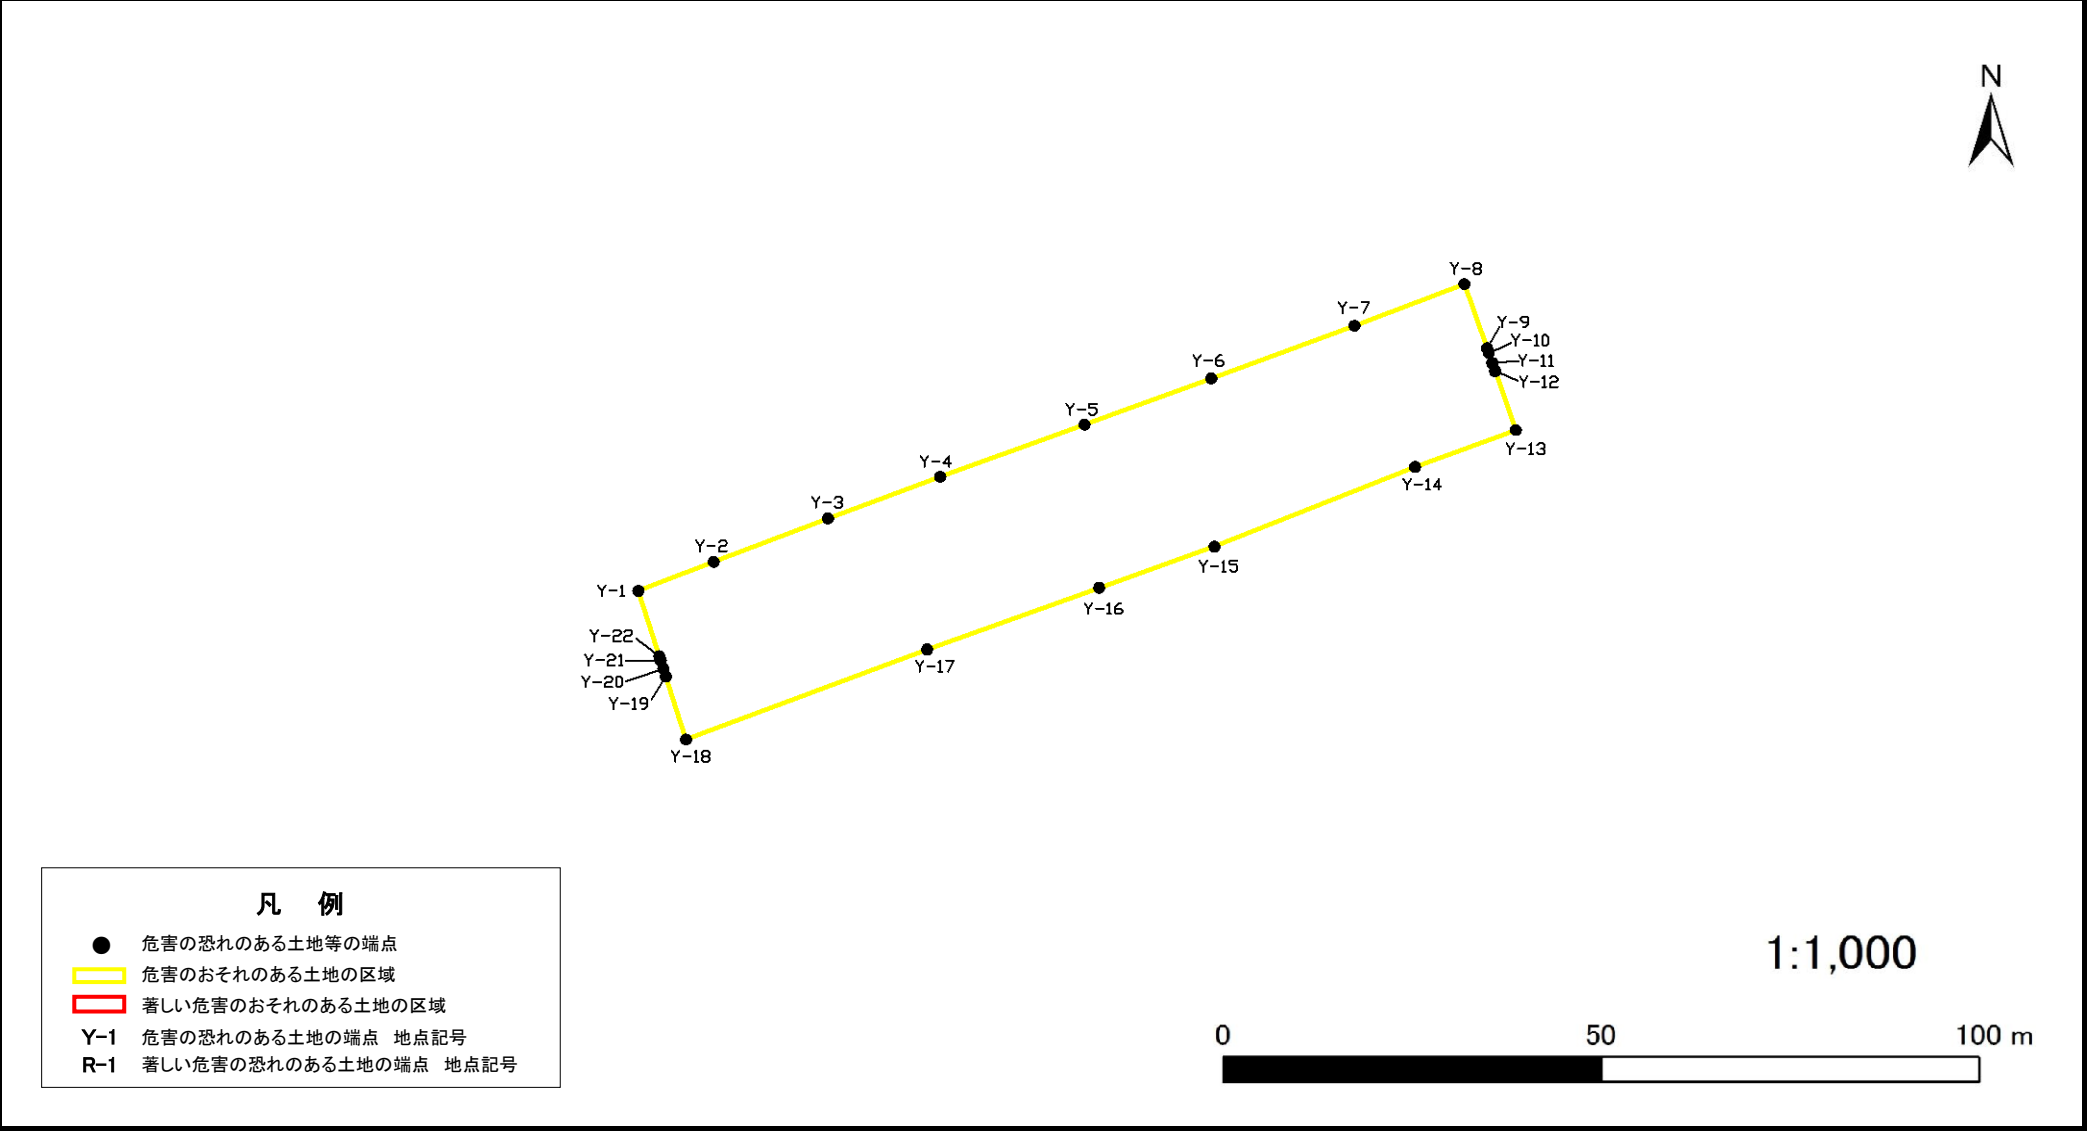 N
Y-8
Y-7
Y-9
Y-10
Y-11
Y-12
Y-6
Y-5
Y-13
Y-4
Y-14
Y-3
Y-2
Y-15
Y-1
Y-16
Y-22
Y-21
Y-17
Y-20
Y-19
Y-18
凡 例
危害の恐れのある土地等の端点
危害のおそれのある土地の区域
著しい危害のおそれのある土地の区域
Y-1 危害の恐れのある土地の端点 地点記号
R-1 著しい危害の恐れのある土地の端点 地点記号
1:1,000
0 50 100 m